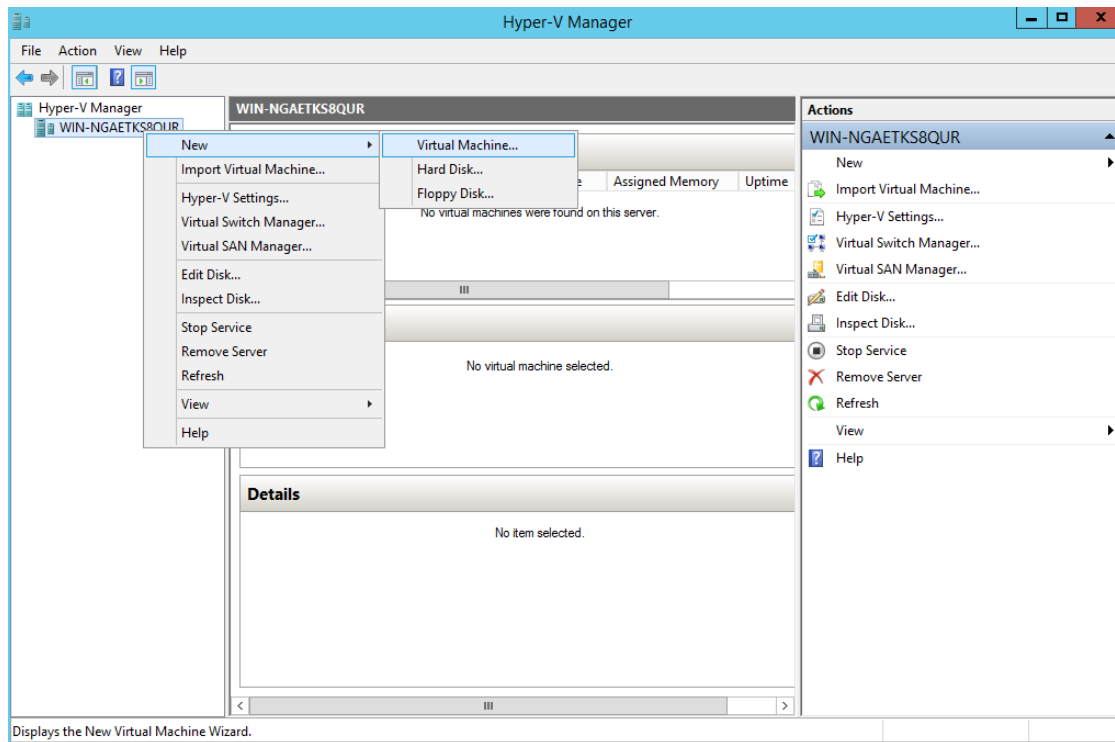 Hyper-V Manager
File Action View Help
Hyper-V Manager
WIN-NGAETKS8QUR
New
Import Virtual Machine...
Hyper-V Settings...
Virtual Switch Manager...
Virtual SAN Manager...
Edit Disk...
Inspect Disk...
Stop Service
Remove Server
Refresh
View
Help
Virtual Machine...
Hard Disk...
Floppy Disk...
WIN-NGAETKS8QUR
Assigned Memory Uptime
No virtual machines were found on this server.
No virtual machine selected.
Details
No item selected.
Actions
WIN-NGAETKS8QUR
New
Import Virtual Machine...
Hyper-V Settings...
Virtual Switch Manager...
Virtual SAN Manager...
Edit Disk...
Inspect Disk...
Stop Service
Remove Server
Refresh
View
Help
Displays the New Virtual Machine Wizard.